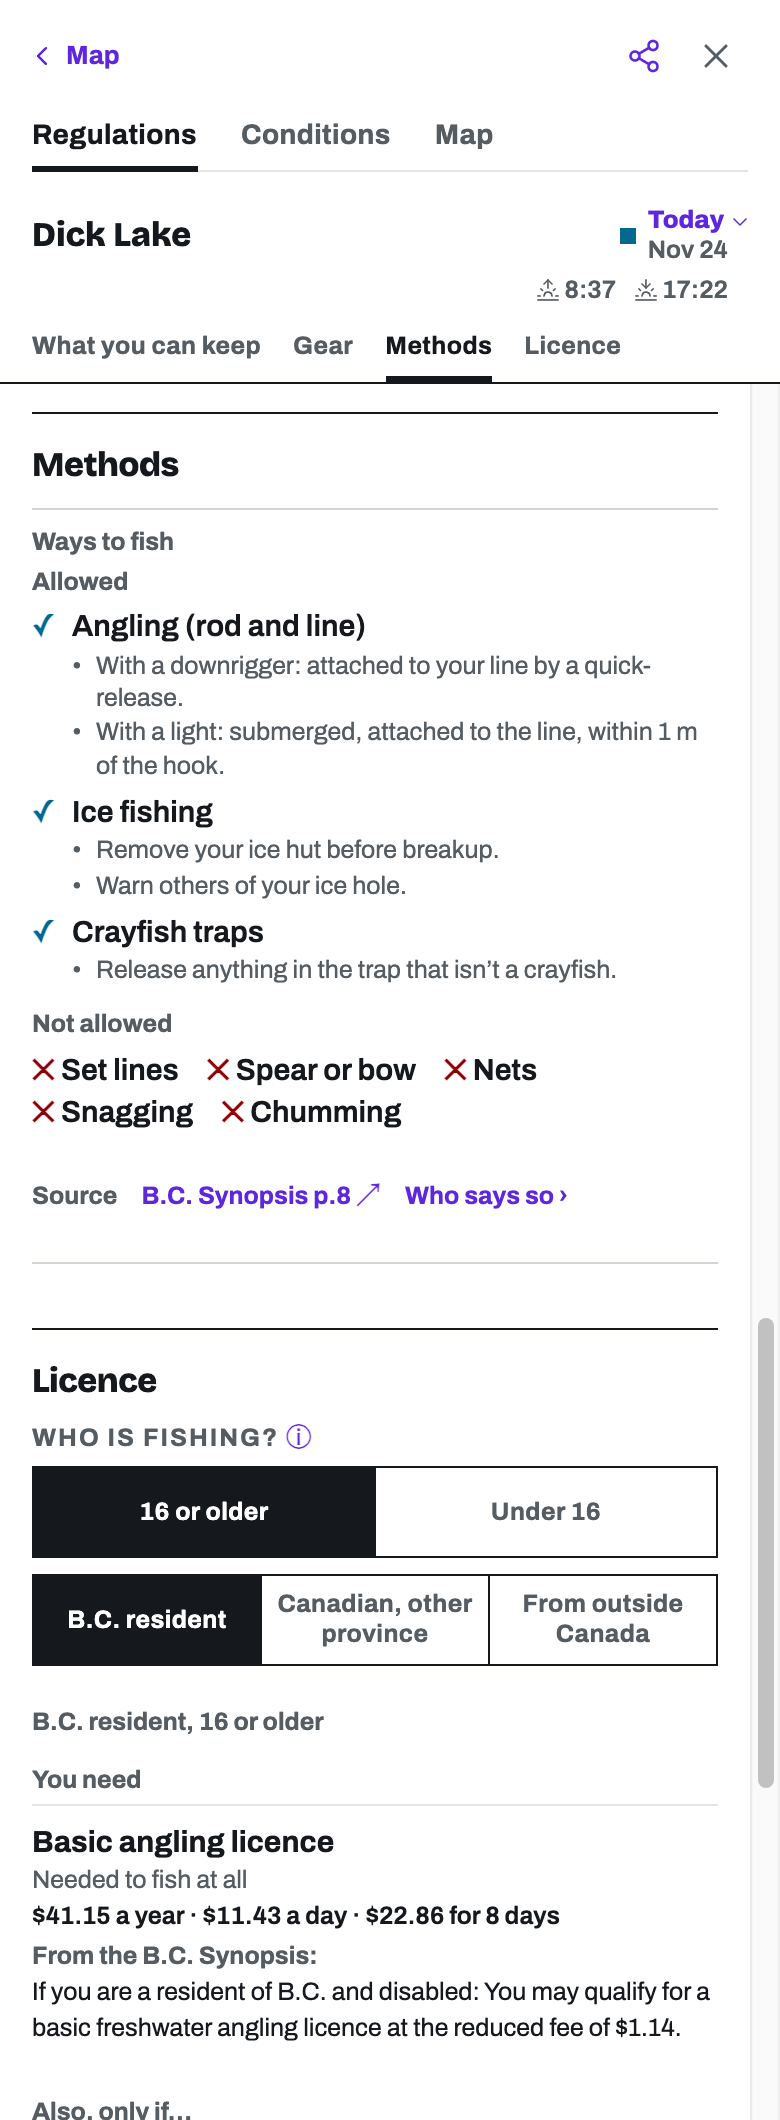 Map
Regulations Conditions Map
Dick Lake
Today
Nov 24
8:37 17:22
What you can keep Gear Methods Licence
Methods
Ways to fish
Allowed
✓ Angling (rod and line)
• With a downrigger: attached to your line by a quick-
release.
• With a light: submerged, attached to the line, within 1 m
of the hook.
✓ Ice fishing
• Remove your ice hut before breakup.
• Warn others of your ice hole.
✓ Crayfish traps
• Release anything in the trap that isn’t a crayfish.
Not allowed
✕ Set lines ✕ Spear or bow ✕ Nets
✕ Snagging ✕ Chumming
Source B.C. Synopsis p.8 ↗ Who says so ›
Licence
WHO IS FISHING? ⓘ
16 or older Under 16
B.C. resident
Canadian, other
province
From outside
Canada
B.C. resident, 16 or older
You need
Basic angling licence
Needed to fish at all
$41.15 a year · $11.43 a day · $22.86 for 8 days
From the B.C. Synopsis:
If you are a resident of B.C. and disabled: You may qualify for a
basic freshwater angling licence at the reduced fee of $1.14.
Also, only if…